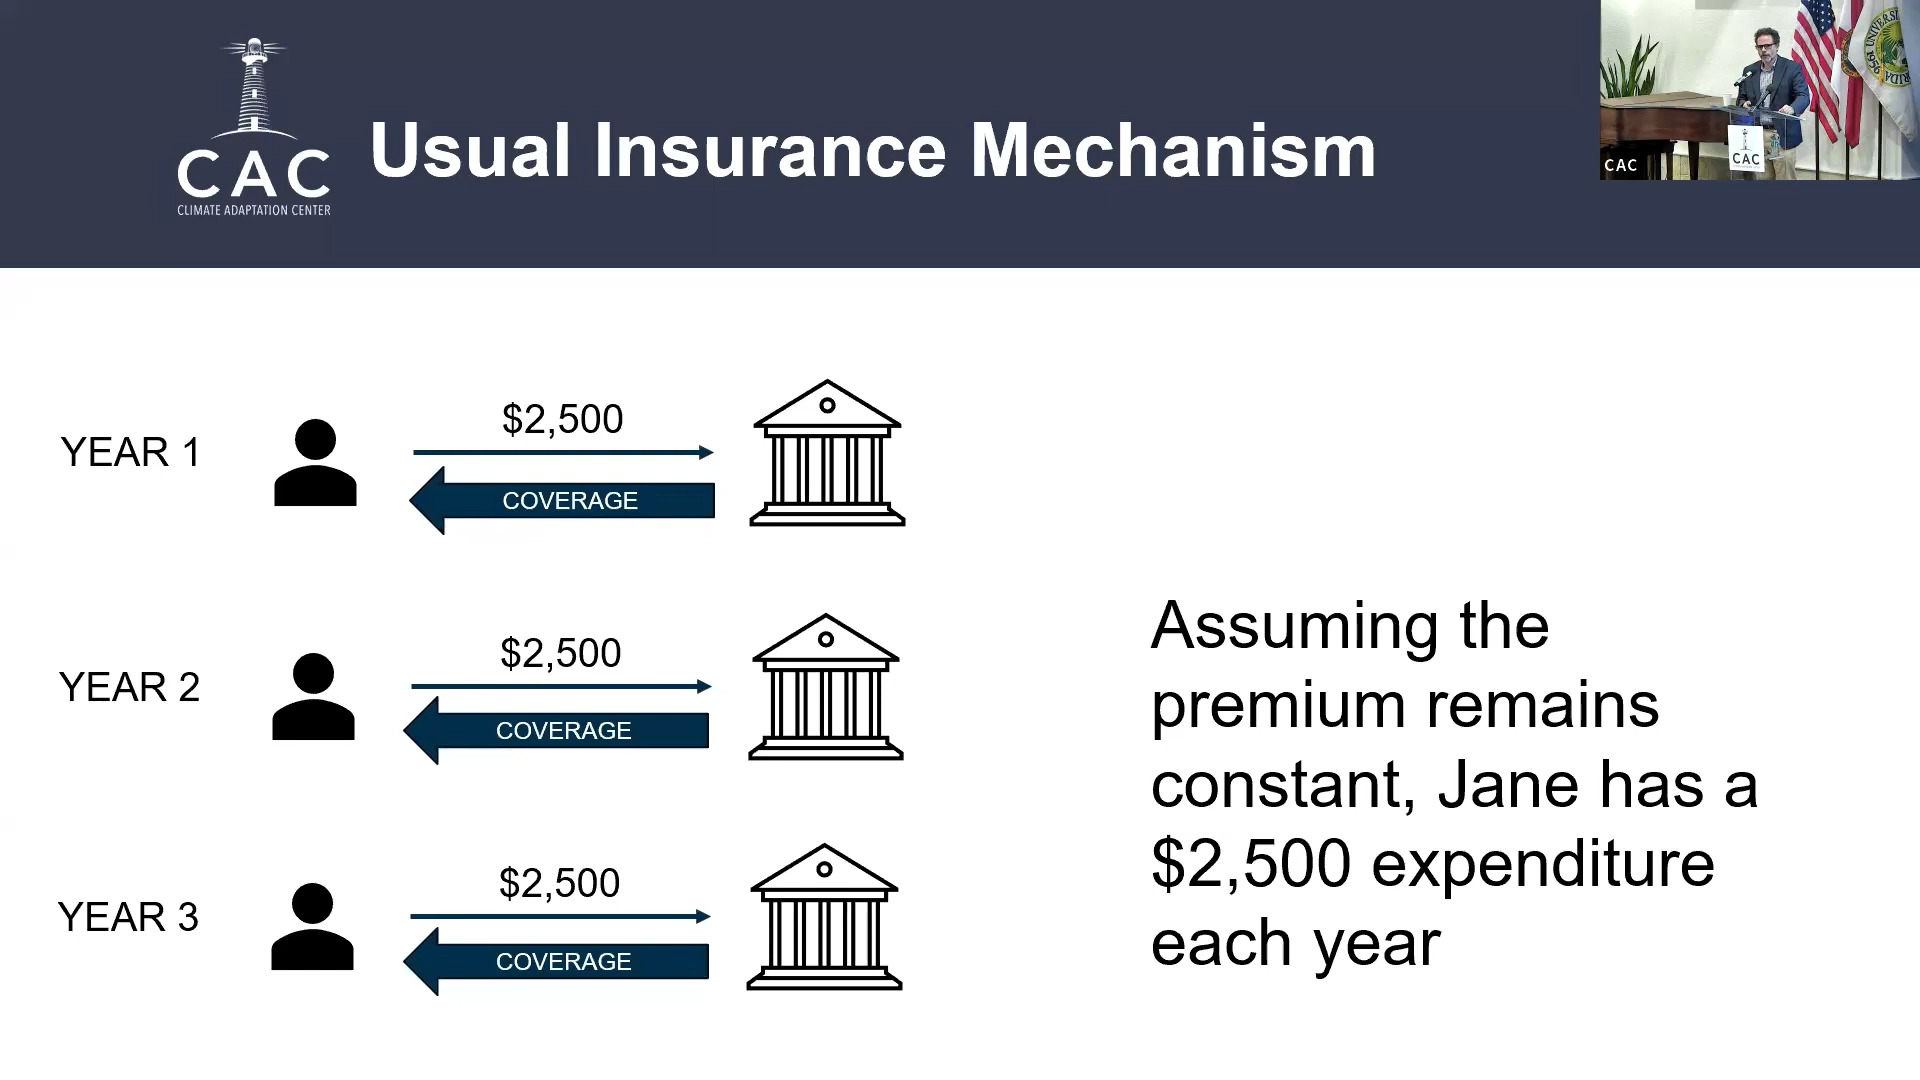 CAC
CLIMATE ADAPTATION CENTER
Usual Insurance Mechanism
CAC
CAC
YEAR 1
$2,500
COVERAGE
YEAR 2
$2,500
COVERAGE
YEAR 3
$2,500
COVERAGE
Assuming the
premium remains
constant, Jane has a
$2,500 expenditure
each year